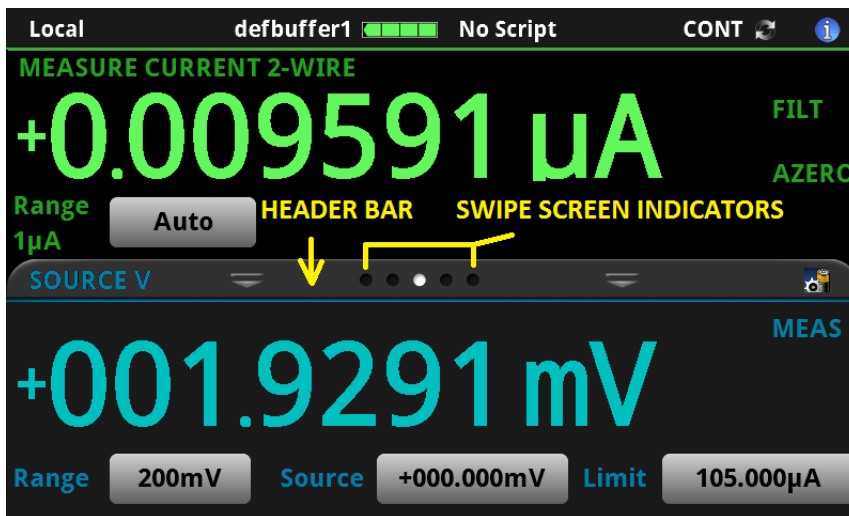 Local defbuffer1 No Script CONT i
MEASURE CURRENT 2-WIRE
+0.009591 µA
FILT
AZERO
Range
1µA
Auto
HEADER BAR
SWIPE SCREEN INDICATORS
SOURCE V
MEAS
+001.9291 mV
Range 200mV Source +000.000mV Limit 105.000µA